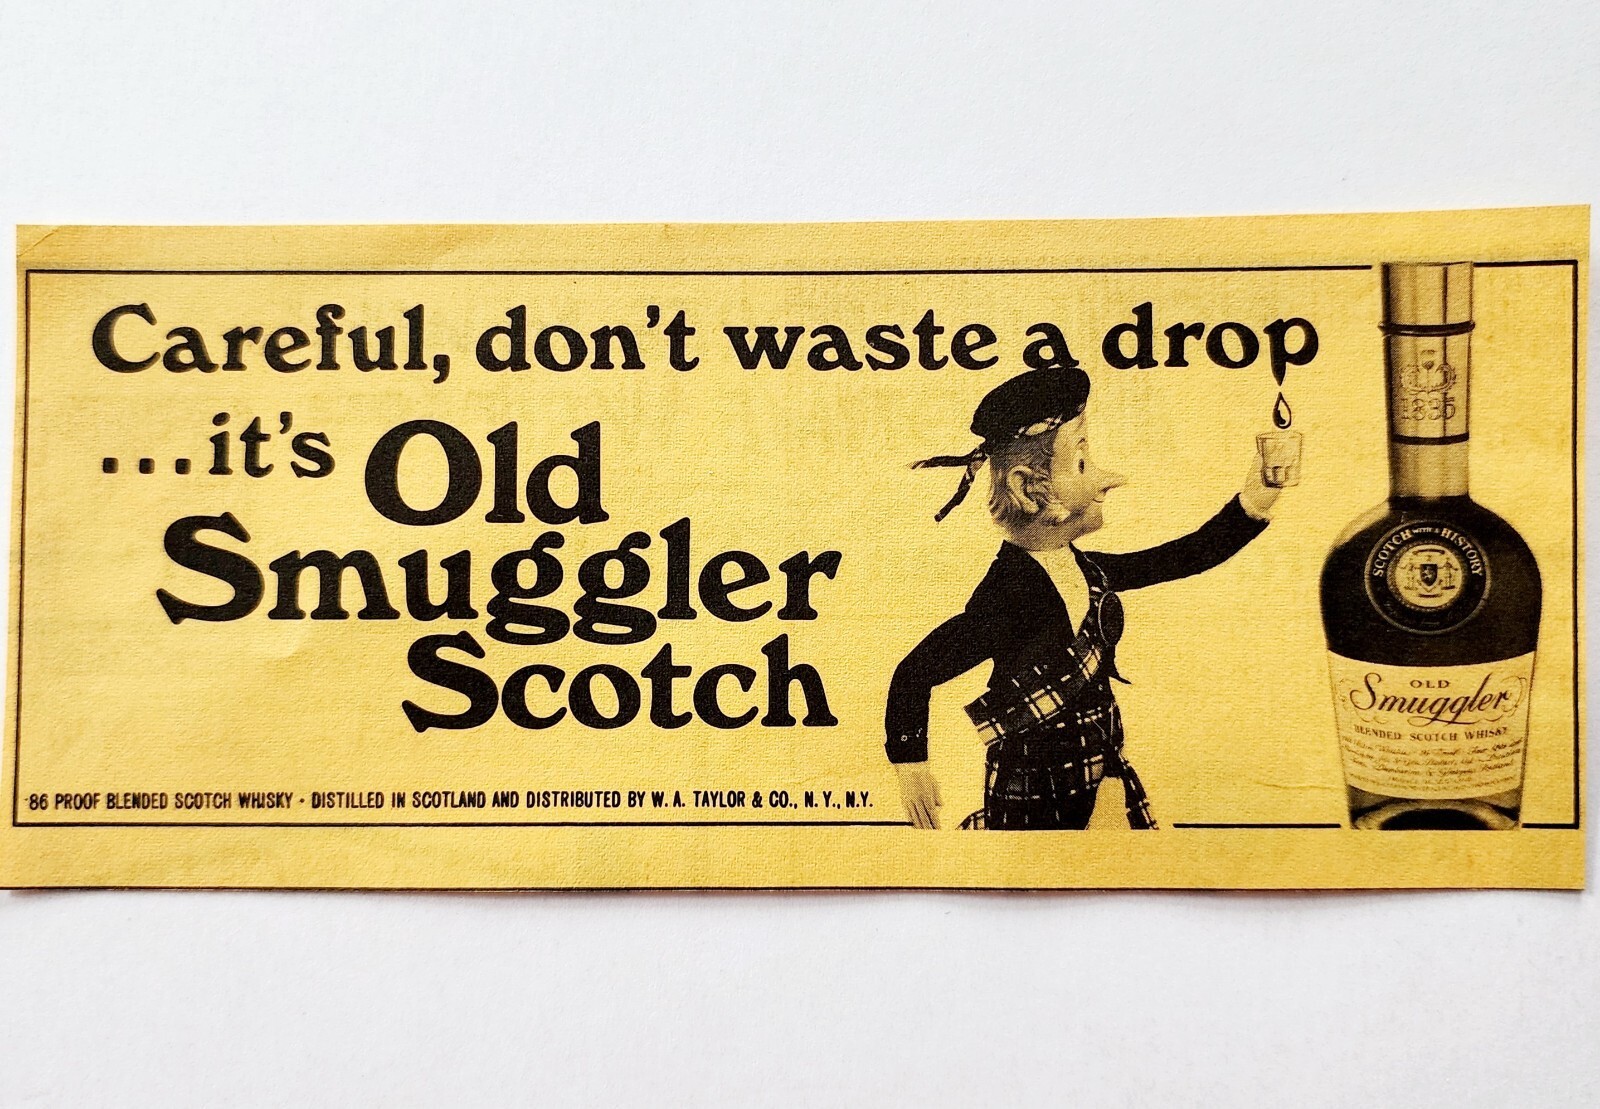 Careful, don't waste a drop
...it's Old
Smuggler
Scotch
86 PROOF BLENDED SCOTCH WHISKY · DISTILLED IN SCOTLAND AND DISTRIBUTED BY W. A. TAYLOR & CO., N. Y., N.Y.
1835
SCOTCH WITH A HISTORY
OLD
Smuggler
BLENDED SCOTCH WHISKY